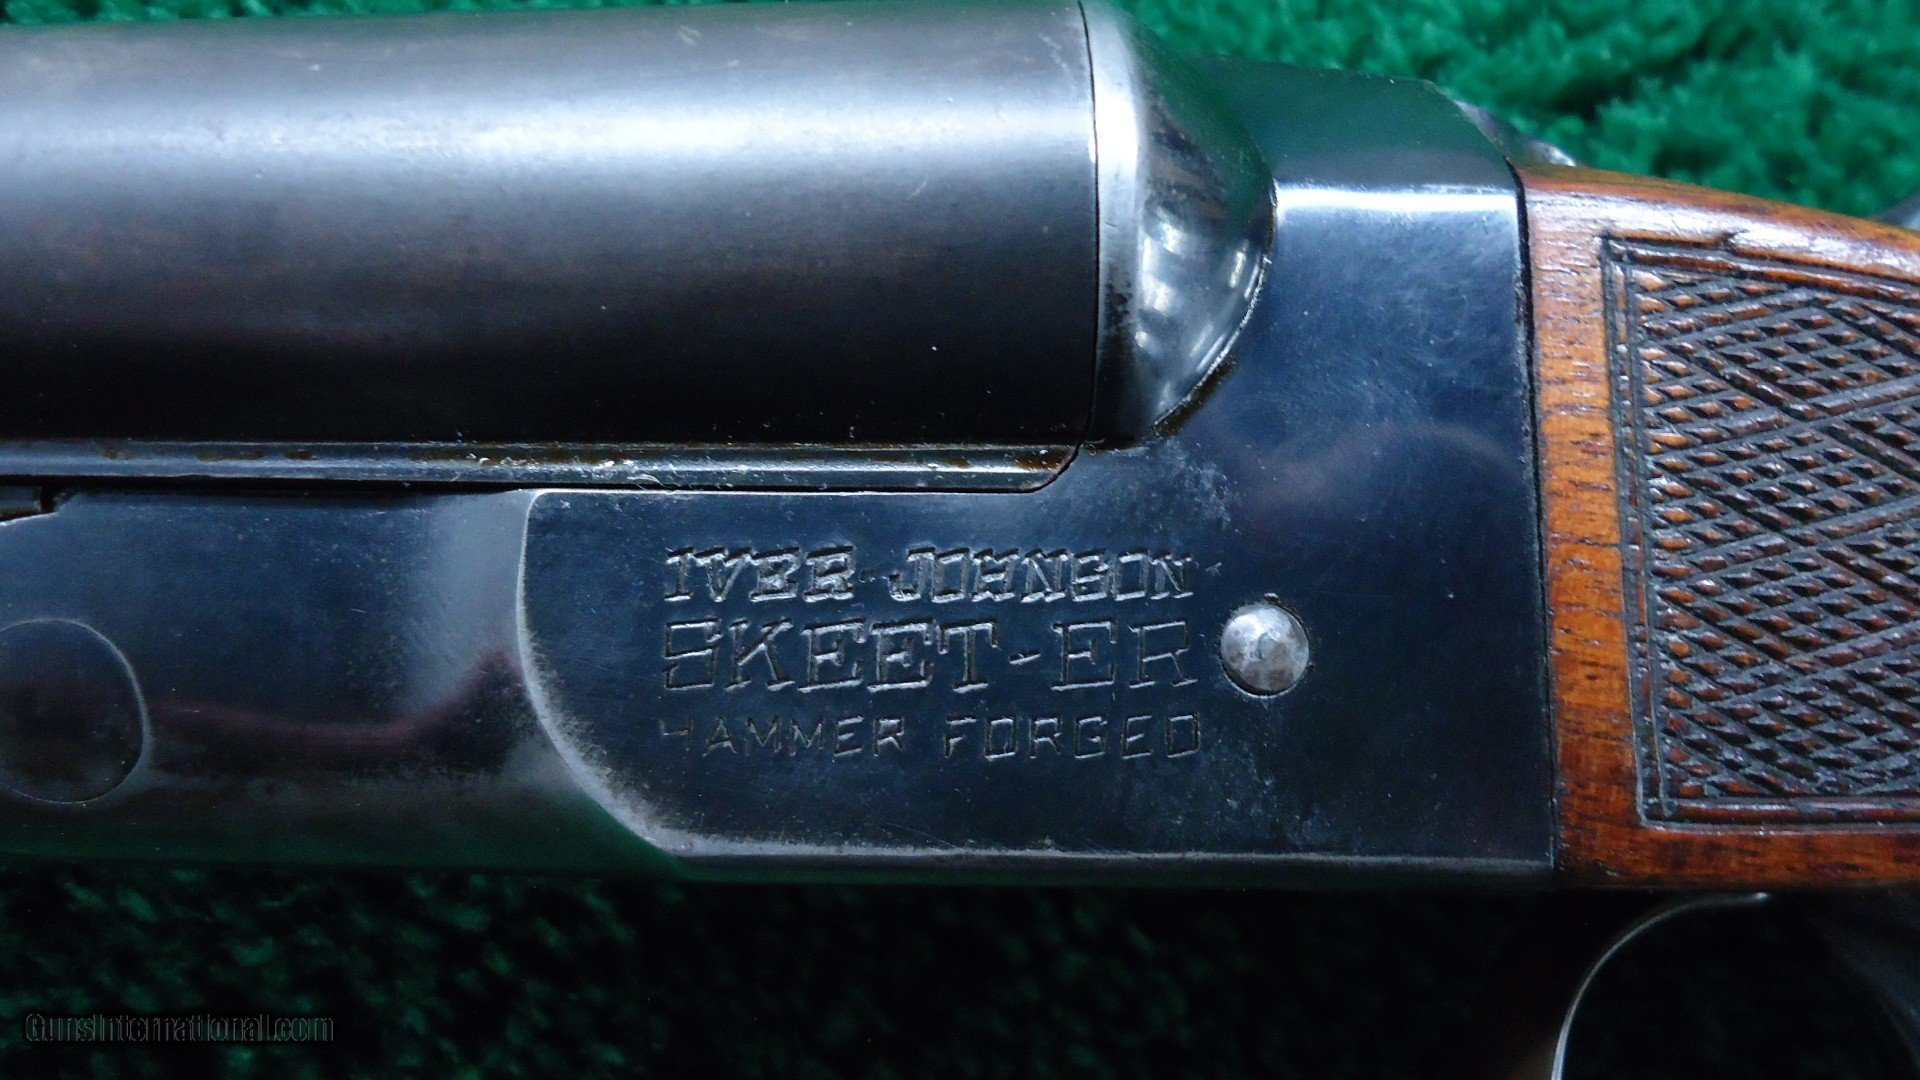 IVER JOHNSON
SKEET-ER
HAMMER FORGED
GunsInternational.com